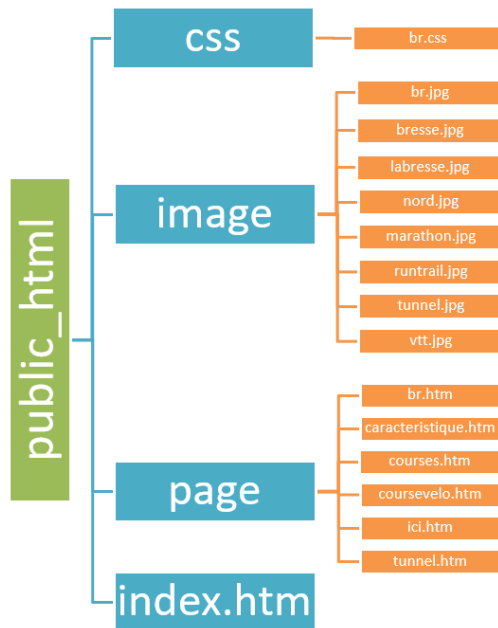 public_html
css
br.css
image
br.jpg
bresse.jpg
labresse.jpg
nord.jpg
marathon.jpg
runtrail.jpg
tunnel.jpg
vtt.jpg
page
br.htm
caracteristique.htm
courses.htm
coursevelo.htm
ici.htm
tunnel.htm
index.htm